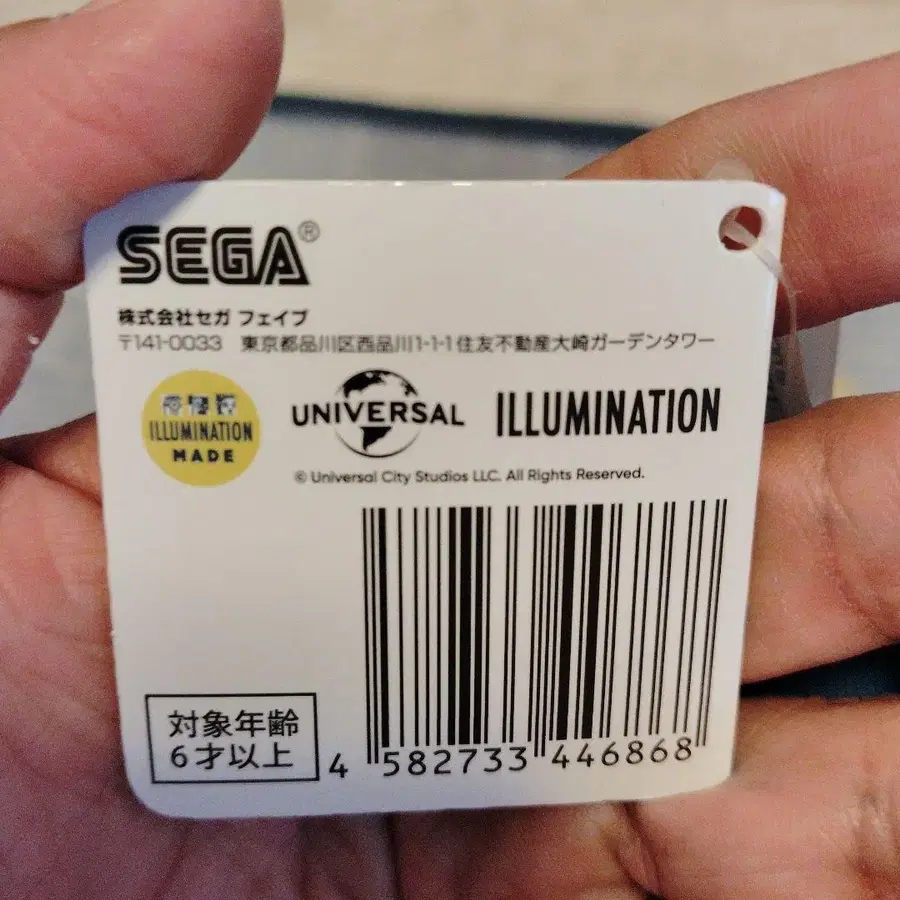 SEGA®
株式会社セガ フェイブ
〒141-0033 東京都品川区西品川1-1-1住友不動産大崎ガーデンタワー
ILLUMINATION
MADE
UNIVERSAL
ILLUMINATION
© Universal City Studios LLC. All Rights Reserved.
対象年齢
6才以上
4 582733 446868